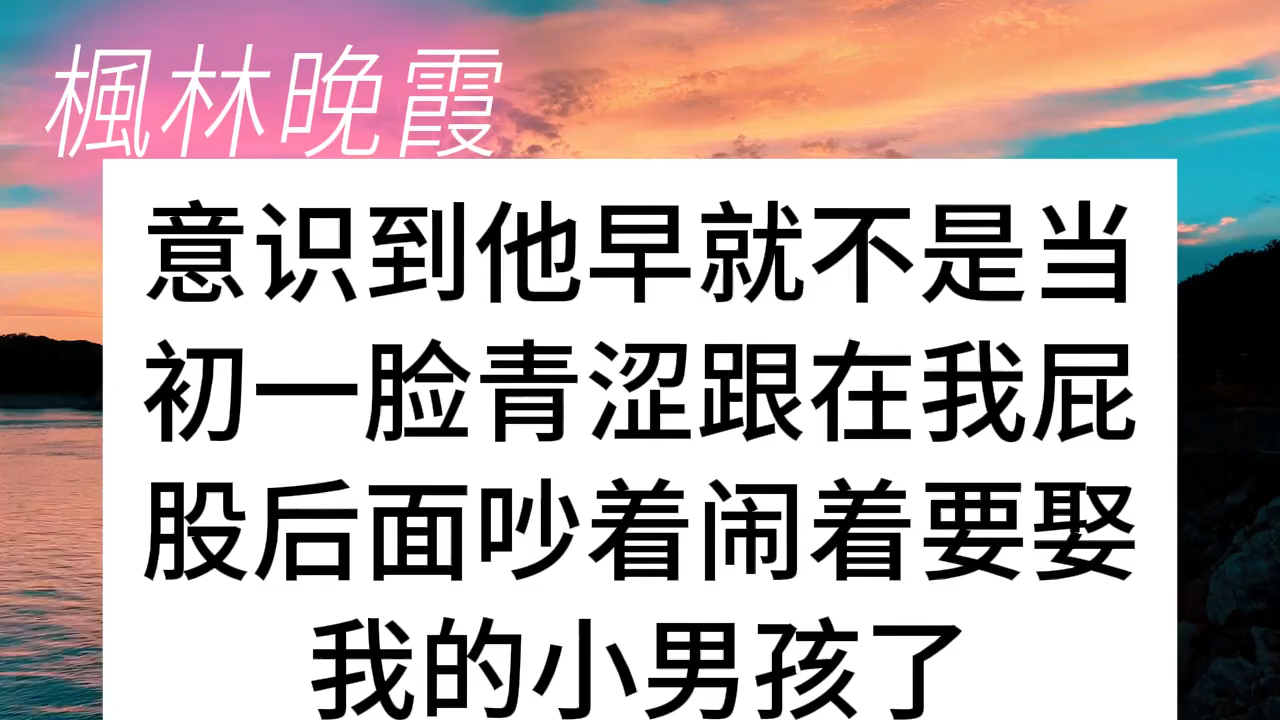 楓林晚霞
意识到他早就不是当
初一脸青涩跟在我屁
股后面吵着闹着要娶
我的小男孩了